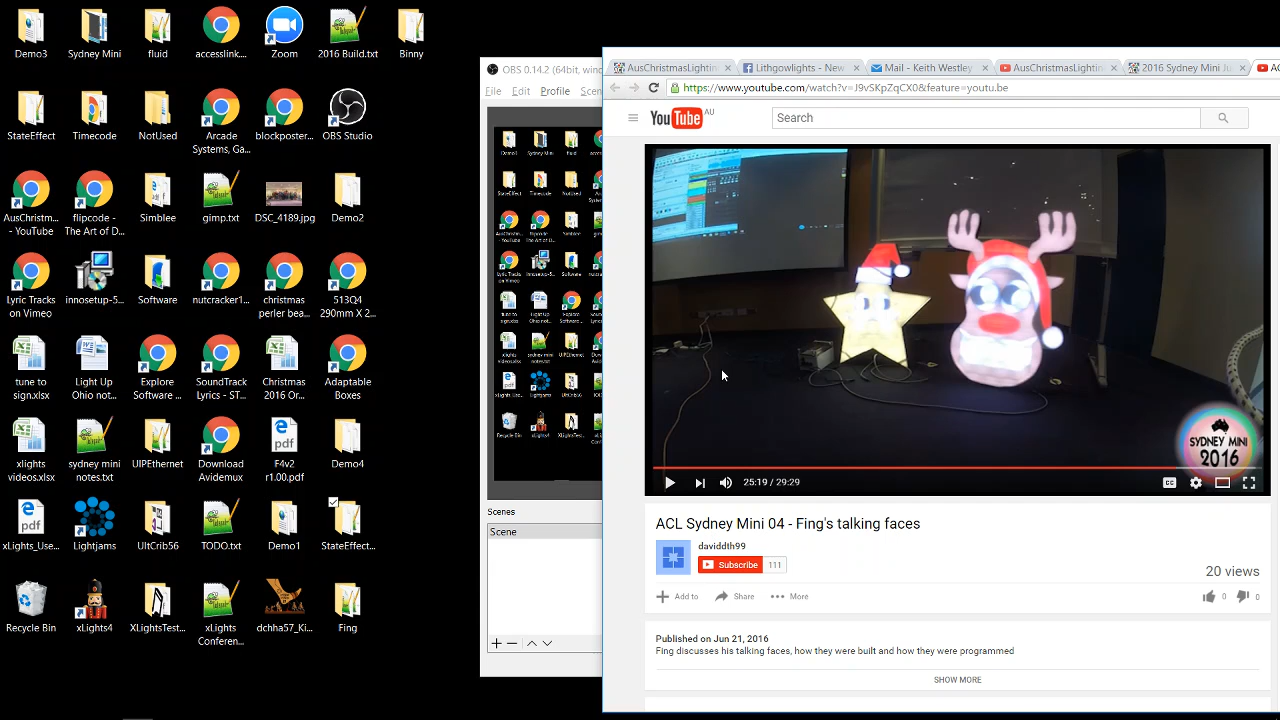 Demo3
Sydney Mini
fluid
accesslink...
Zoom
2016 Build.txt
Binny
StateEffect
Timecode
NotUsed
Arcade
Systems, Ga...
blockposter...
OBS Studio
AusChristm...
- YouTube
flipcode -
The Art of D...
Simblee
gimp.txt
DSC_4189.jpg
Demo2
Lyric Tracks
on Vimeo
innosetup-5...
Software
nutcracker1...
christmas
perler bea...
513Q4
290mm X 2...
tune to
sign.xlsx
Light Up
Ohio not...
Explore
Software ...
SoundTrack
Lyrics - ST...
Christmas
2016 Or...
Adaptable
Boxes
xlights
videos.xlsx
sydney mini
notes.txt
UIPEthernet
Download
Avidemux
F4v2
r1.00.pdf
Demo4
xLights_Use...
Lightjams
UltCrib56
TODO.txt
Demo1
StateEffect...
Recycle Bin
xLights4
XLightsTest...
xLights
Conferen...
dchha57_Ki...
Fing
OBS 0.14.2 (64bit, wind
File
Edit
Profile
Scen
Scenes
Scene
AusChristmasLightin
Lithgowlights - New
Mail - Keith Westley
AusChristmasLighting
2016 Sydney Mini Ju
AC
https://www.youtube.com/watch?v=J9vSKpZqCX0&feature=youtu.be
YouTube AU
Search
SYDNEY MINI
2016
25:19 / 29:29
ACL Sydney Mini 04 - Fing's talking faces
daviddth99
Subscribe 111
20 views
Add to
Share
More
0
0
Published on Jun 21, 2016
Fing discusses his talking faces, how they were built and how they were programmed
SHOW MORE